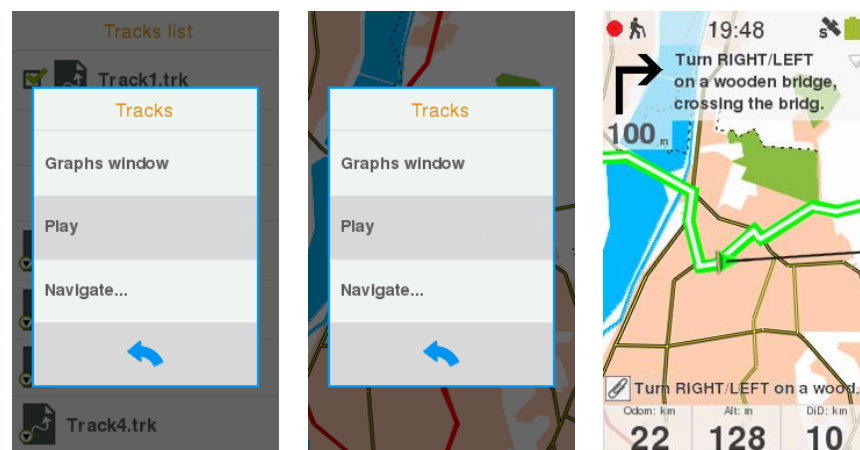 Tracks list
Track1.trk
Tracks
Graphs window
Play
Navigate...
Track4.trk
Tracks
Graphs window
Play
Navigate...
19:48
S
Turn RIGHT/LEFT
on a wooden bridge,
crossing the bridg.
100 m
Turn RIGHT/LEFT on a wood.
Odom: km
Alt: m
DiD: km
22
128
10